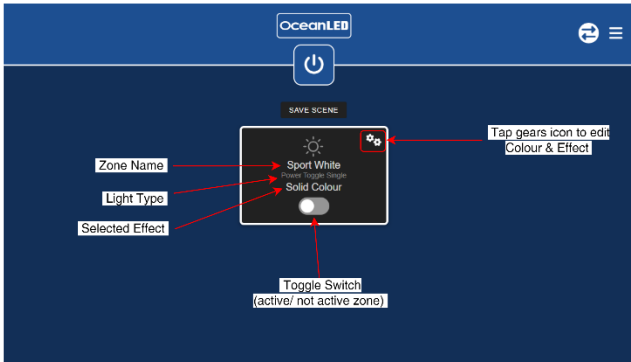 OceanLED
SAVE SCENE
Tap gears icon to edit
Colour & Effect
Zone Name
Sport White
Power Toggle Single
Light Type
Solid Colour
Selected Effect
Toggle Switch
(active/ not active zone)